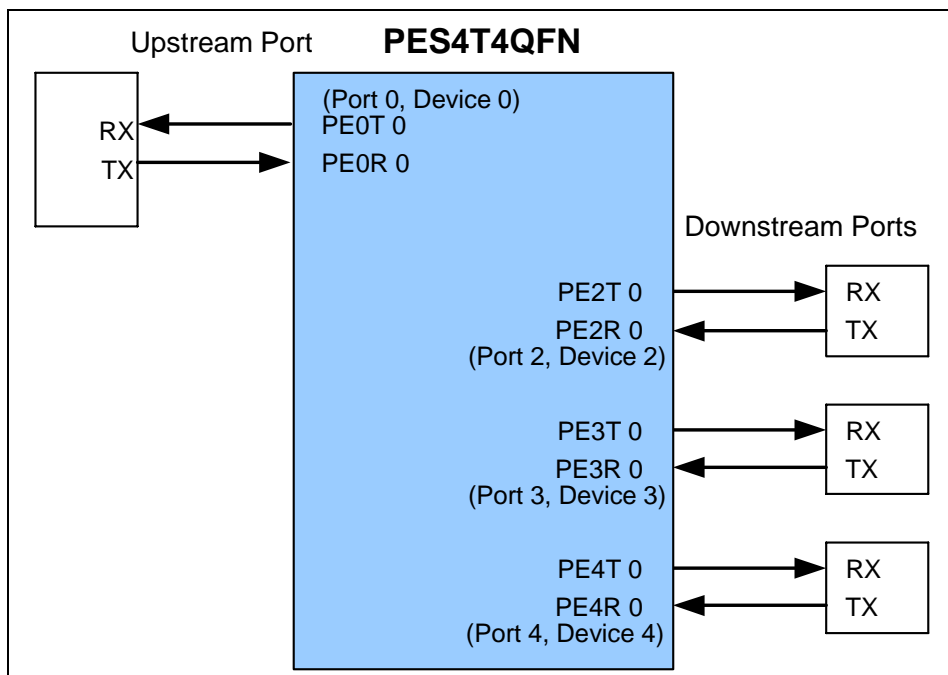 Upstream Port
PES4T4QFN
(Port 0, Device 0)
RX
PE0T 0
TX
PE0R 0
Downstream Ports
PE2T 0
RX
PE2R 0
TX
(Port 2, Device 2)
PE3T 0
RX
PE3R 0
TX
(Port 3, Device 3)
PE4T 0
RX
PE4R 0
TX
(Port 4, Device 4)